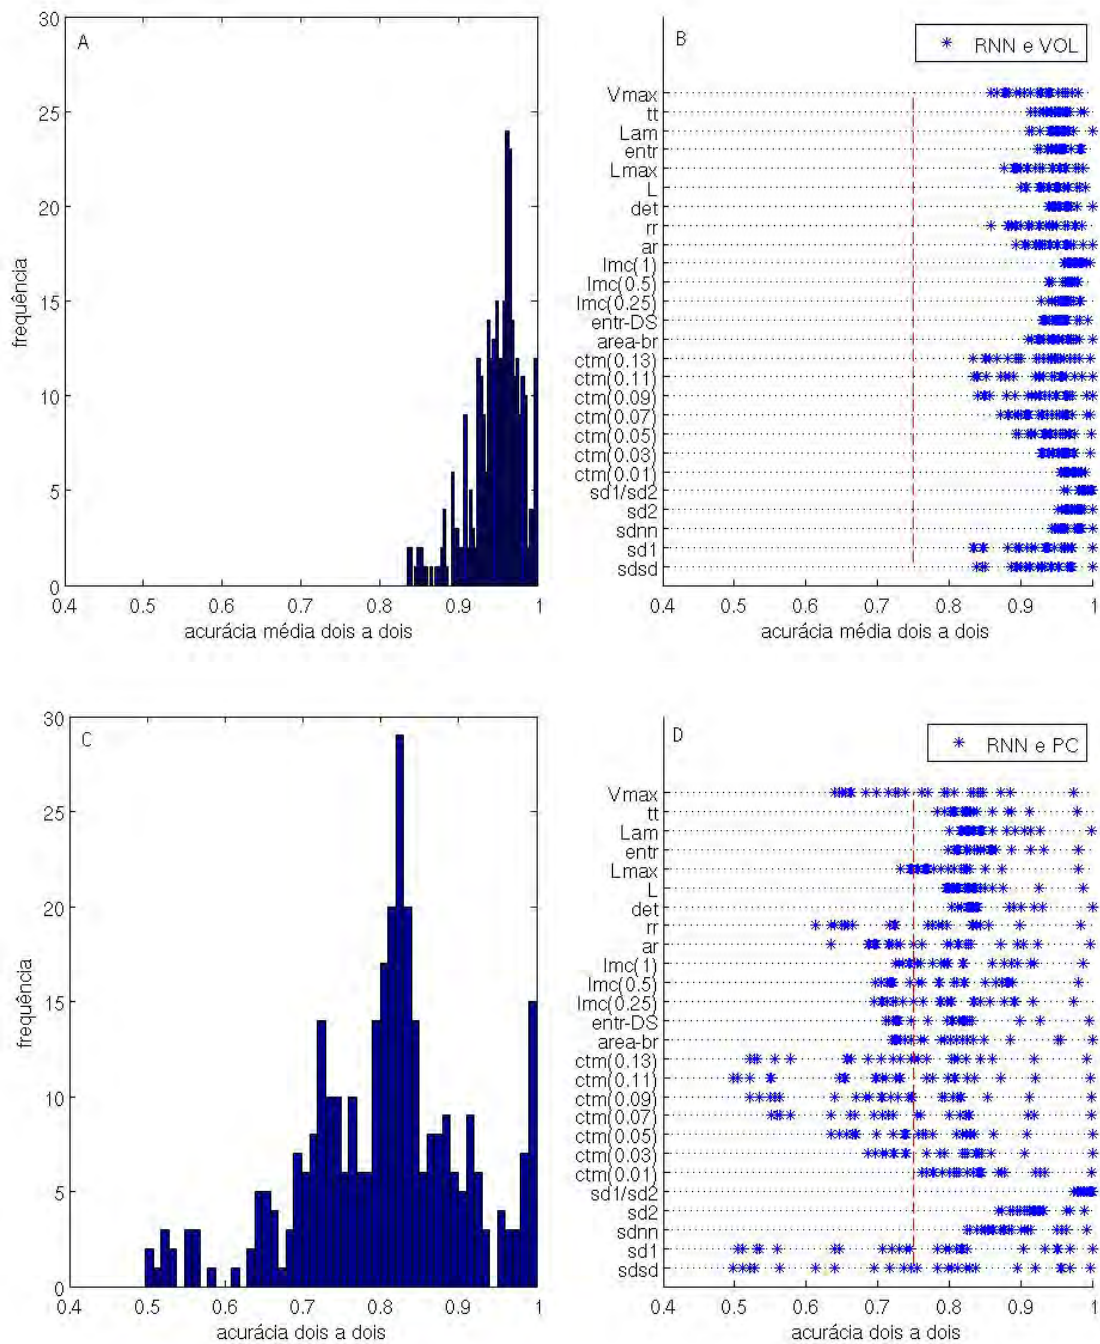 30
25
20
15
10
5
0
frequência
A
0.4 0.5 0.6 0.7 0.8 0.9 1
acurácia média dois a dois
B
RNN e VOL
Vmax
tt
Lam
entr
Lmax
L
det
rr
ar
lmc(1)
lmc(0.5)
lmc(0.25)
entr-DS
area-br
ctm(0.13)
ctm(0.11)
ctm(0.09)
ctm(0.07)
ctm(0.05)
ctm(0.03)
ctm(0.01)
sd1/sd2
sd2
sdnn
sd1
sdsd
0.4 0.5 0.6 0.7 0.8 0.9 1
acurácia média dois a dois
30
25
20
15
10
5
0
frequência
C
0.4 0.5 0.6 0.7 0.8 0.9 1
acurácia dois a dois
D
RNN e PC
Vmax
tt
Lam
entr
Lmax
L
det
rr
ar
lmc(1)
lmc(0.5)
lmc(0.25)
entr-DS
area-br
ctm(0.13)
ctm(0.11)
ctm(0.09)
ctm(0.07)
ctm(0.05)
ctm(0.03)
ctm(0.01)
sd1/sd2
sd2
sdnn
sd1
sdsd
0.4 0.5 0.6 0.7 0.8 0.9 1
acurácia dois a dois